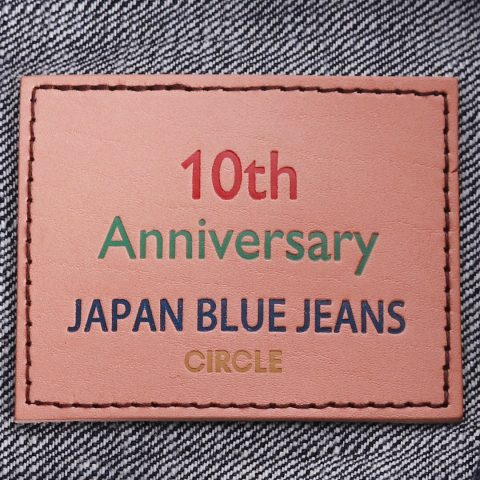 10th
Anniversary
JAPAN BLUE JEANS
CIRCLE